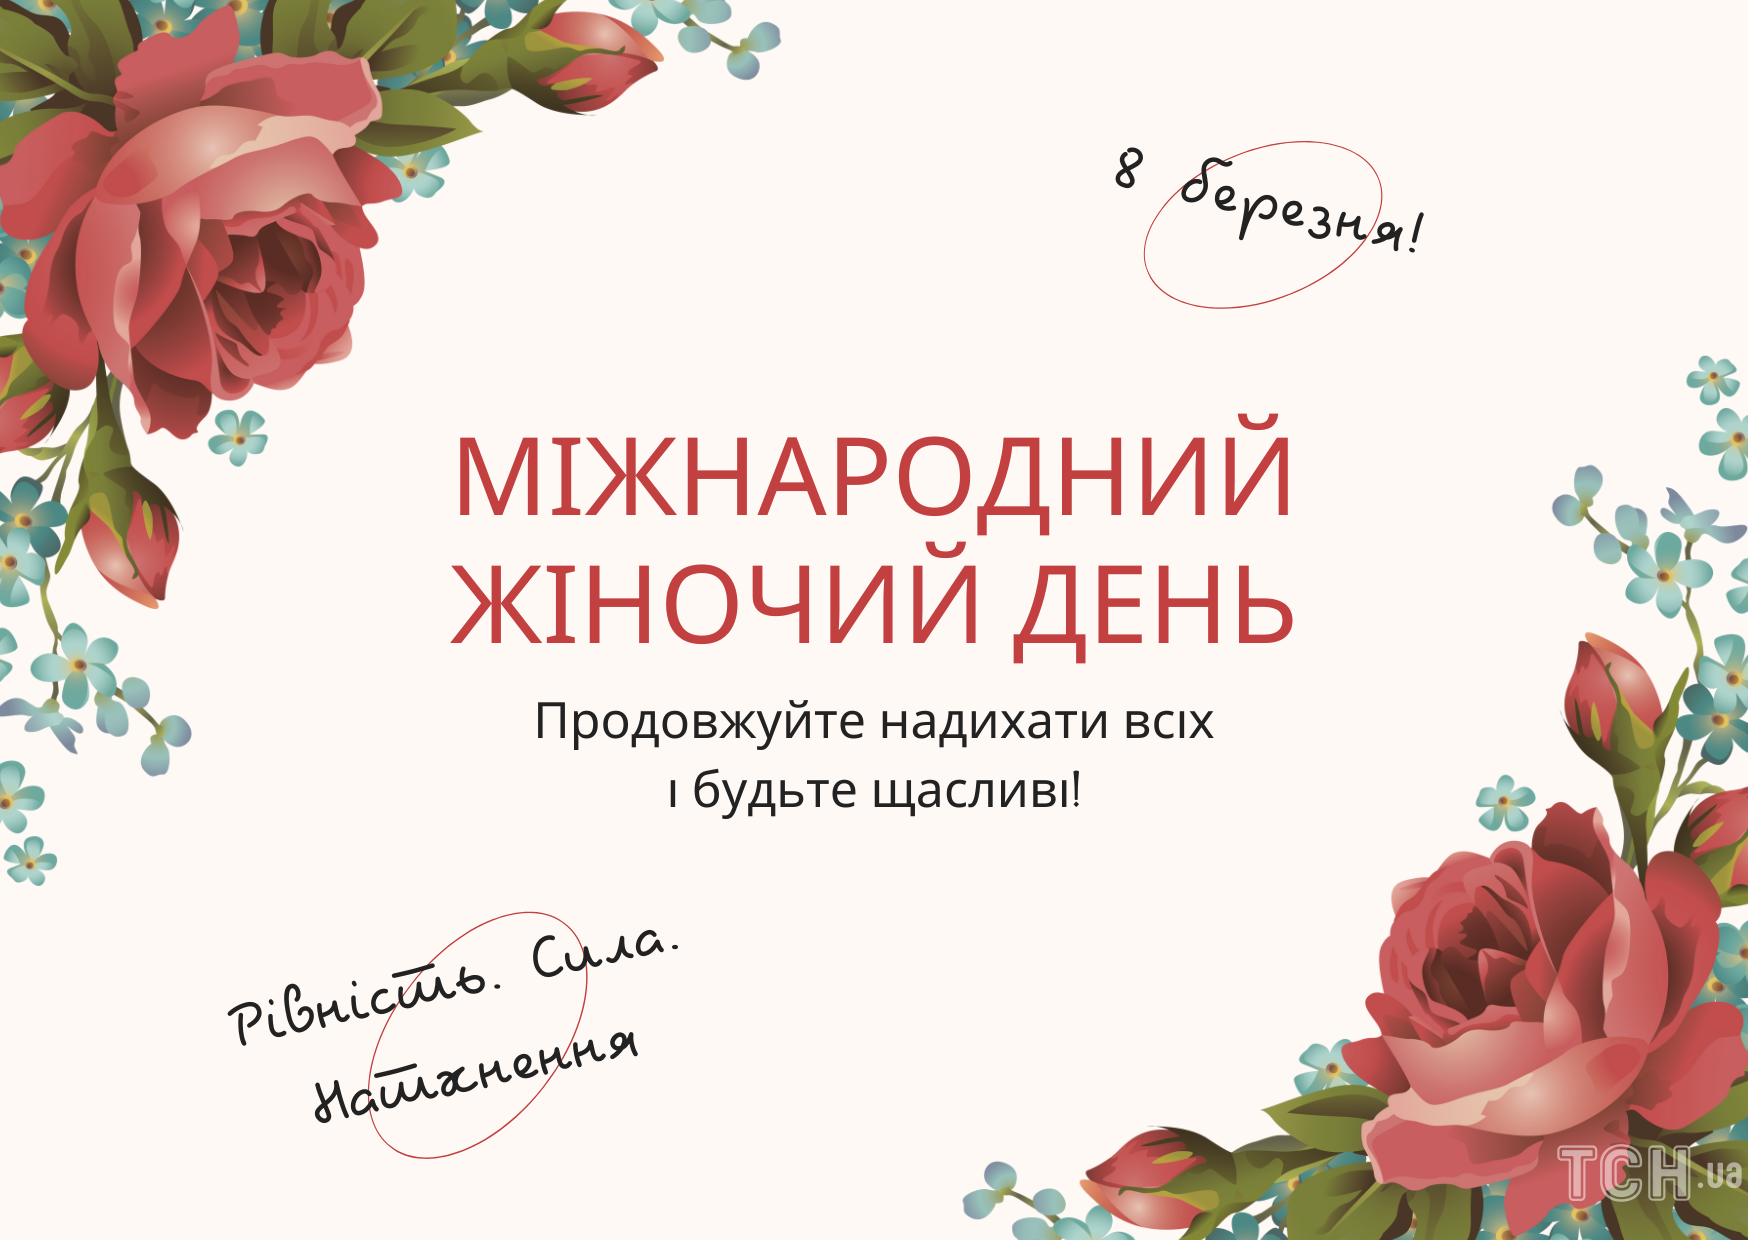 8 березня!
МІЖНАРОДНИЙ
ЖІНОЧИЙ ДЕНЬ
Продовжуйте надихати всіх
і будьте щасливі!
Рівність. Сила.
Натхнення
ТСН.ua